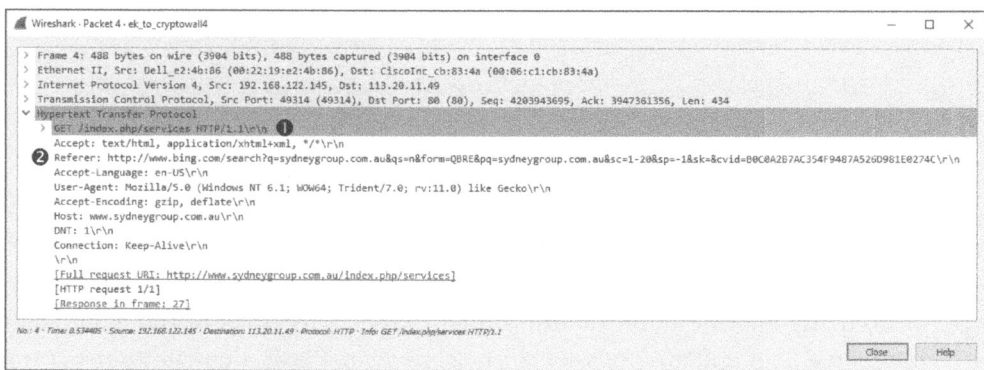 Wireshark · Packet 4 · ek_to_cryptowall4
> Frame 4: 488 bytes on wire (3904 bits), 488 bytes captured (3904 bits) on interface 0
> Ethernet II, Src: Dell_e2:4b:86 (00:22:19:e2:4b:86), Dst: CiscoInc_cb:83:4a (00:06:c1:cb:83:4a)
> Internet Protocol Version 4, Src: 192.168.122.145, Dst: 113.20.11.49
> Transmission Control Protocol, Src Port: 49314 (49314), Dst Port: 80 (80), Seq: 4203943695, Ack: 3947361356, Len: 434
Hypertext Transfer Protocol
> GET /index.php/services HTTP/1.1\r\n ❶
Accept: text/html, application/xhtml+xml, */*\r\n
❷ Referer: http://www.bing.com/search?q=sydneygroup.com.au&qs=n&form=QBRE&pq=sydneygroup.com.au&sc=1-20&sp=-1&sk=&cvid=B0C0A2B7AC354F9487A526D981E0274C\r\n
Accept-Language: en-US\r\n
User-Agent: Mozilla/5.0 (Windows NT 6.1; WOW64; Trident/7.0; rv:11.0) like Gecko\r\n
Accept-Encoding: gzip, deflate\r\n
Host: www.sydneygroup.com.au\r\n
DNT: 1\r\n
Connection: Keep-Alive\r\n
\r\n
[Full request URI: http://www.sydneygroup.com.au/index.php/services]
[HTTP request 1/1]
[Response in frame: 27]
No.: 4 · Time: 0.534405 · Source: 192.168.122.145 · Destination: 113.20.11.49 · Protocol: HTTP · Info: GET /index.php/services HTTP/1.1
Close Help